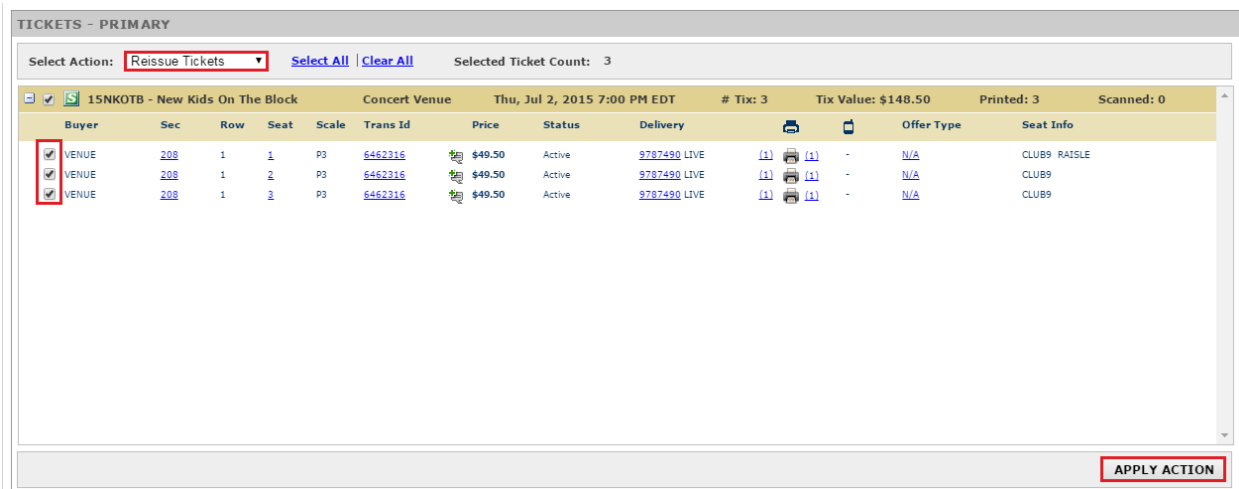 TICKETS - PRIMARY
Select Action: Reissue Tickets Select All | Clear All Selected Ticket Count: 3
S 15NKOTB - New Kids On The Block Concert Venue Thu, Jul 2, 2015 7:00 PM EDT # Tix: 3 Tix Value: $148.50 Printed: 3 Scanned: 0
Buyer Sec Row Seat Scale Trans Id Price Status Delivery Offer Type Seat Info
VENUE 208 1 1 P3 6462316 $49.50 Active 9787490 LIVE (1) (1) - N/A CLUB9 RAISLE
VENUE 208 1 2 P3 6462316 $49.50 Active 9787490 LIVE (1) (1) - N/A CLUB9
VENUE 208 1 3 P3 6462316 $49.50 Active 9787490 LIVE (1) (1) - N/A CLUB9
APPLY ACTION